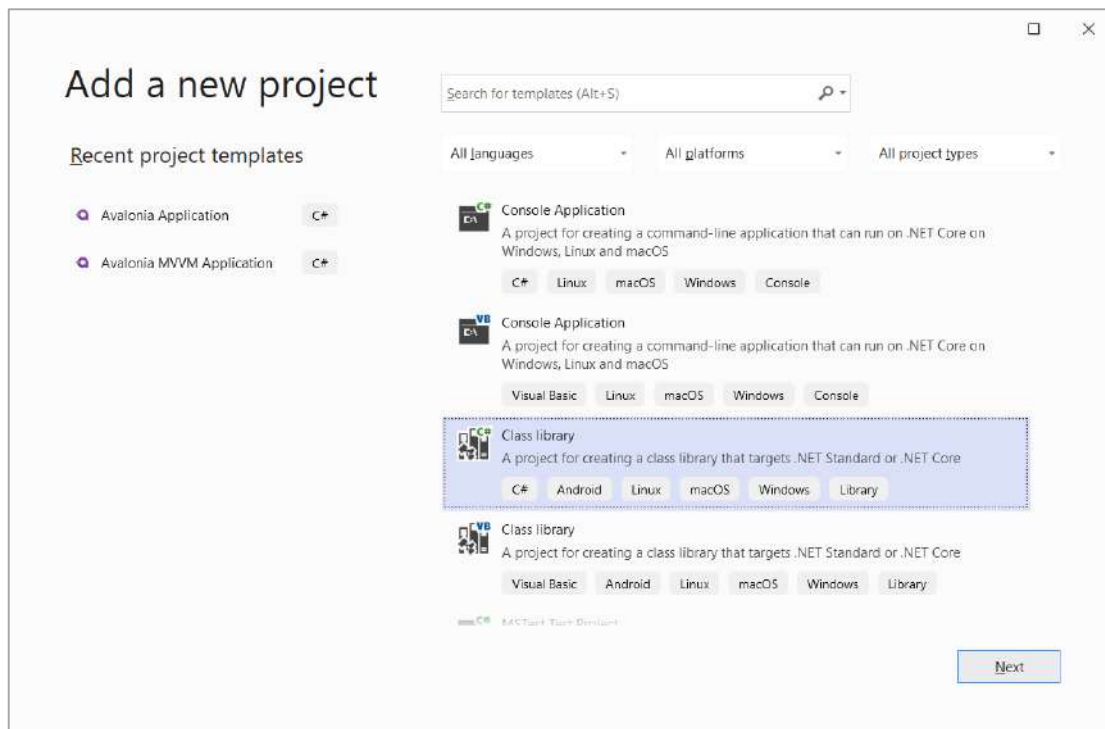 Add a new project
Search for templates (Alt+S)
Recent project templates
All languages
All platforms
All project types
Avalonia Application
C#
Avalonia MVVM Application
C#
C#
Console Application
A project for creating a command-line application that can run on .NET Core on
Windows, Linux and macOS
C# Linux macOS Windows Console
VB
Console Application
A project for creating a command-line application that can run on .NET Core on
Windows, Linux and macOS
Visual Basic Linux macOS Windows Console
C#
Class library
A project for creating a class library that targets .NET Standard or .NET Core
C# Android Linux macOS Windows Library
VB
Class library
A project for creating a class library that targets .NET Standard or .NET Core
Visual Basic Android Linux macOS Windows Library
C#
MSTest Test Project
Next